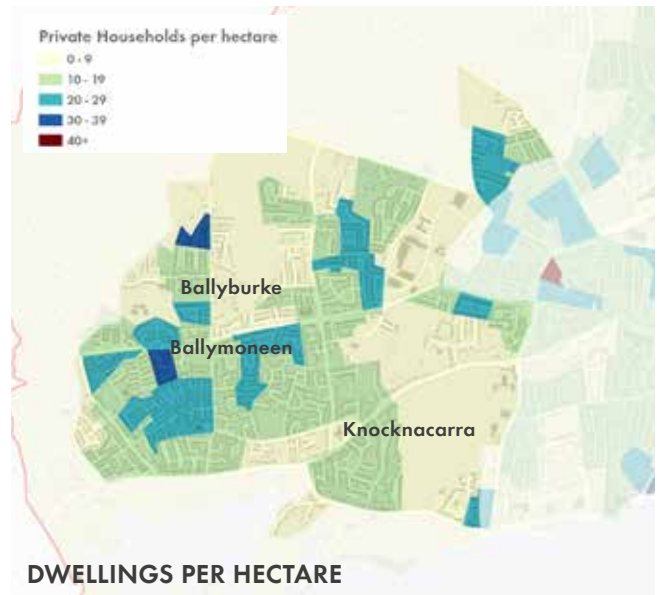 Private Households per hectare
0 - 9
10 - 19
20 - 29
30 - 39
40+
Ballyburke
Ballymoneen
Knocknacarra
DWELLINGS PER HECTARE